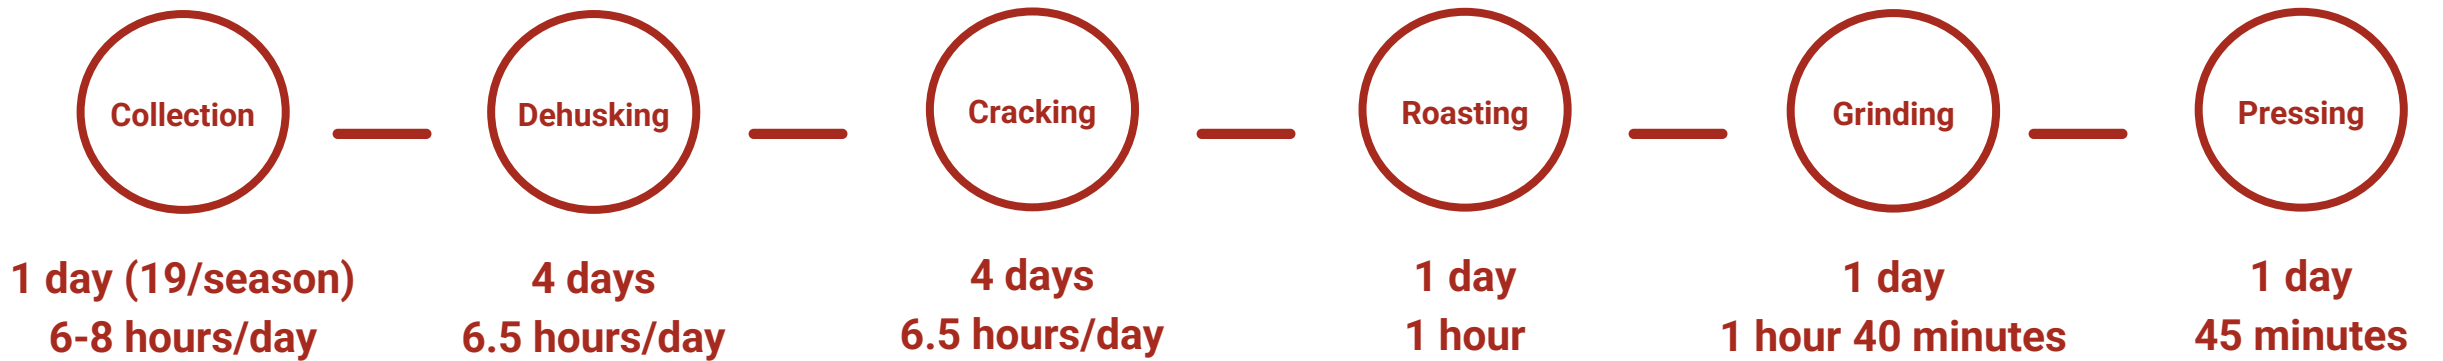 Collection
1 day (19/season)
6-8 hours/day
Dehusking
4 days
6.5 hours/day
Cracking
4 days
6.5 hours/day
Roasting
1 day
1 hour
Grinding
1 day
1 hour 40 minutes
Pressing
1 day
45 minutes